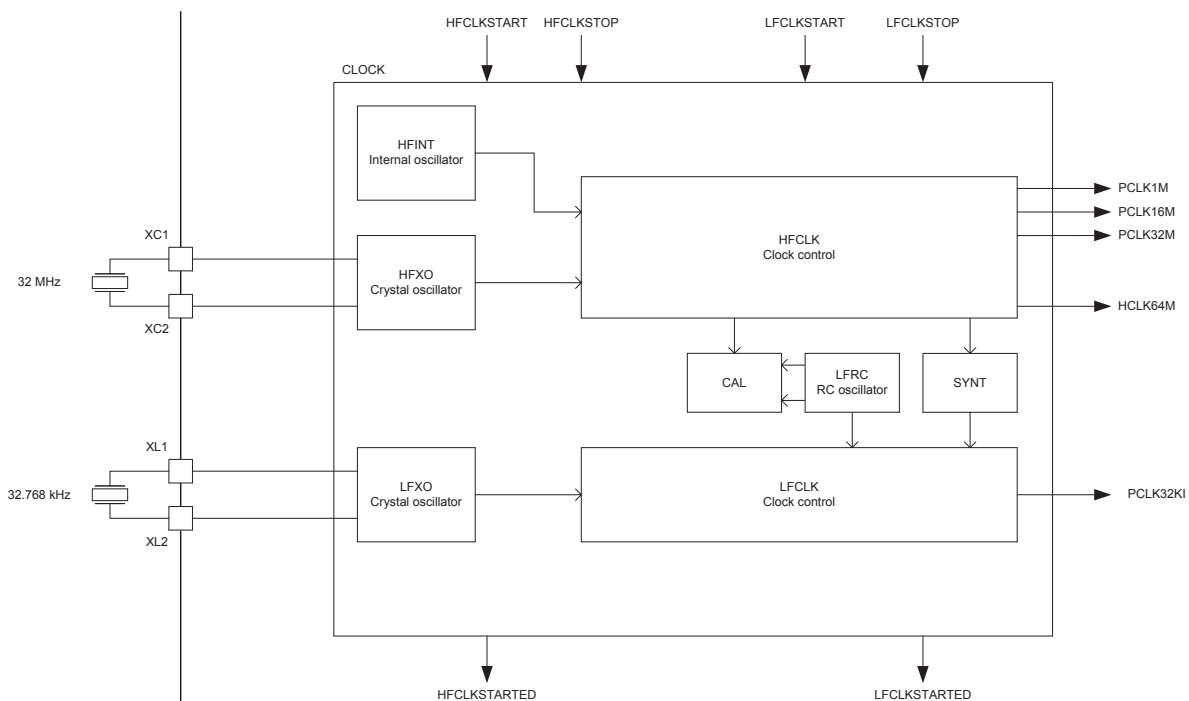 HFCLKSTART
HFCLKSTOP
LFCLKSTART
LFCLKSTOP
CLOCK
HFINT
Internal oscillator
PCLK1M
PCLK16M
PCLK32M
HFCLK
Clock control
XC1
32 MHz
XC2
HFXO
Crystal oscillator
HCLK64M
CAL
LFRC
RC oscillator
SYNT
XL1
32.768 kHz
XL2
LFXO
Crystal oscillator
LFCLK
Clock control
PCLK32KI
HFCLKSTARTED
LFCLKSTARTED